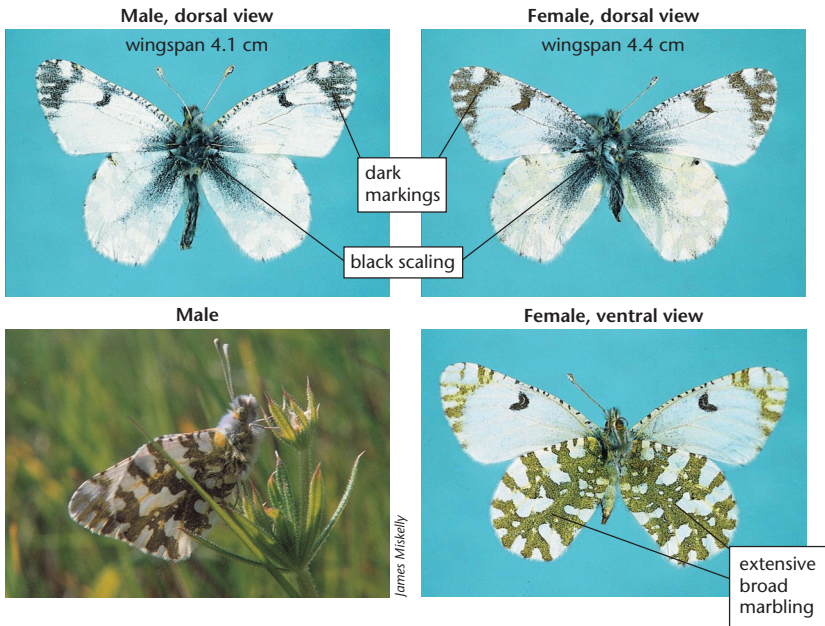 Male, dorsal view
wingspan 4.1 cm
Female, dorsal view
wingspan 4.4 cm
dark
markings
black scaling
Male
Female, ventral view
James Miskelly
extensive
broad
marbling